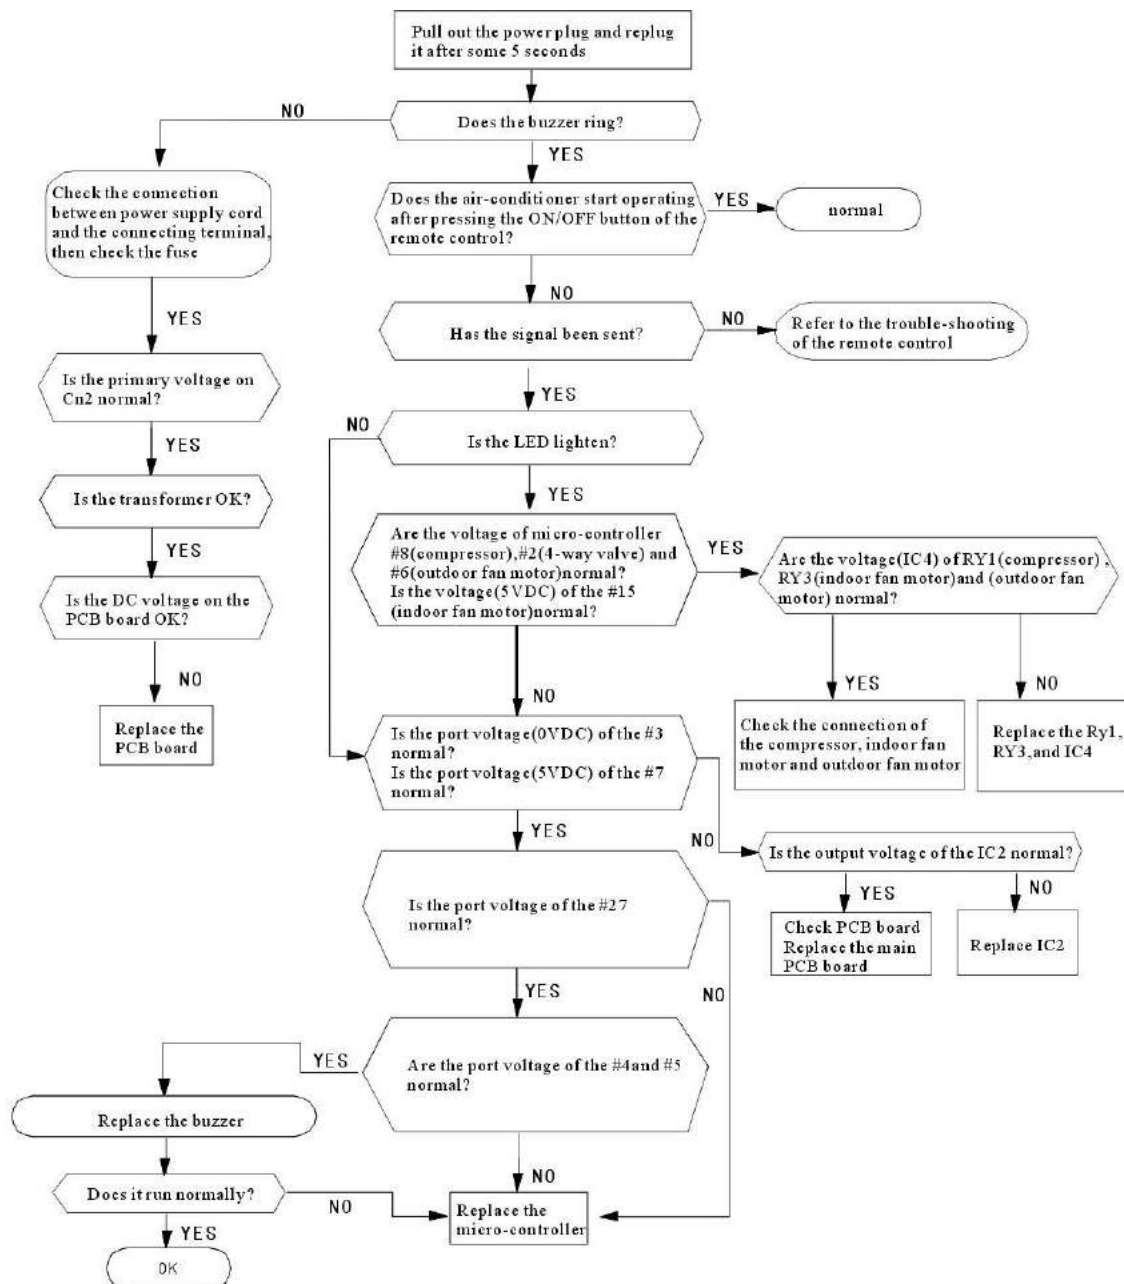 Pull out the power plug and replug
it after some 5 seconds
NO
Does the buzzer ring?
YES
Check the connection
between power supply cord
and the connecting terminal,
then check the fuse
Does the air-conditioner start operating
after pressing the ON/OFF button of the
remote control?
YES
normal
YES
NO
Has the signal been sent?
NO
Refer to the trouble-shooting
of the remote control
Is the primary voltage on
Cn2 normal?
YES
NO
Is the LED lighten?
YES
Is the transformer OK?
YES
YES
Are the voltage of micro-controller
#8(compressor),#2(4-way valve) and
#6(outdoor fan motor)normal?
Is the voltage(5VDC) of the #15
(indoor fan motor)normal?
YES
Are the voltage(IC4) of RY1(compressor) ,
RY3(indoor fan motor)and (outdoor fan
motor) normal?
Is the DC voltage on the
PCB board OK?
NO
Replace the
PCB board
NO
YES
NO
Is the port voltage(0VDC) of the #3
normal?
Is the port voltage(5VDC) of the #7
normal?
Check the connection of
the compressor, indoor fan
motor and outdoor fan motor
Replace the Ry1,
RY3,and IC4
YES
NO
Is the output voltage of the IC2 normal?
YES
NO
Is the port voltage of the #27
normal?
Check PCB board
Replace the main
PCB board
Replace IC2
YES
NO
YES
Are the port voltage of the #4and #5
normal?
Replace the buzzer
NO
Does it run normally?
NO
Replace the
micro-controller
YES
OK